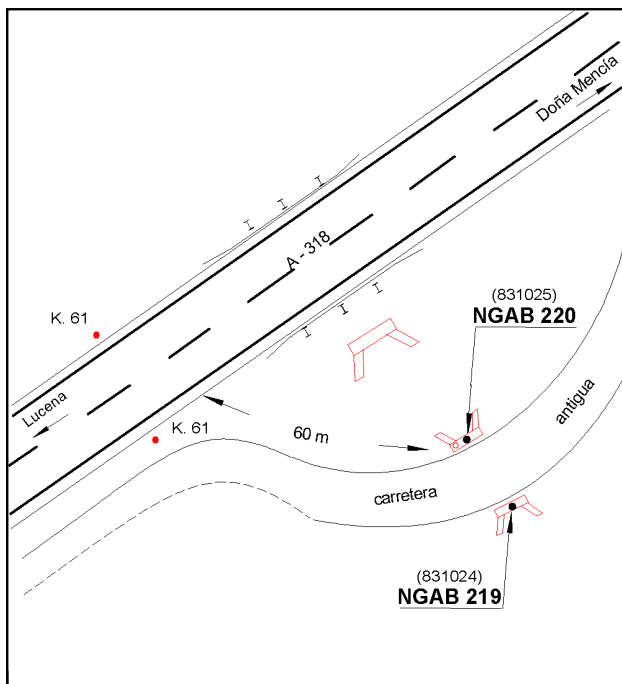 Doña Mencía
A - 318
(831025)
NGAB 220
K. 61
Lucena
K. 61
60 m
antigua
carretera
(831024)
NGAB 219